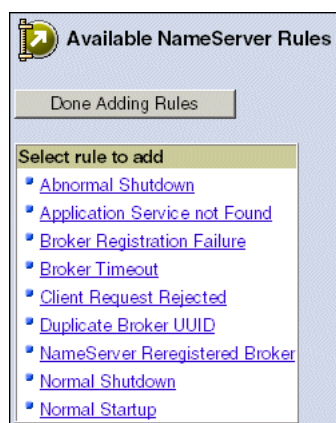 Available NameServer Rules
Done Adding Rules
Select rule to add
Abnormal Shutdown
Application Service not Found
Broker Registration Failure
Broker Timeout
Client Request Rejected
Duplicate Broker UUID
NameServer Reregistered Broker
Normal Shutdown
Normal Startup